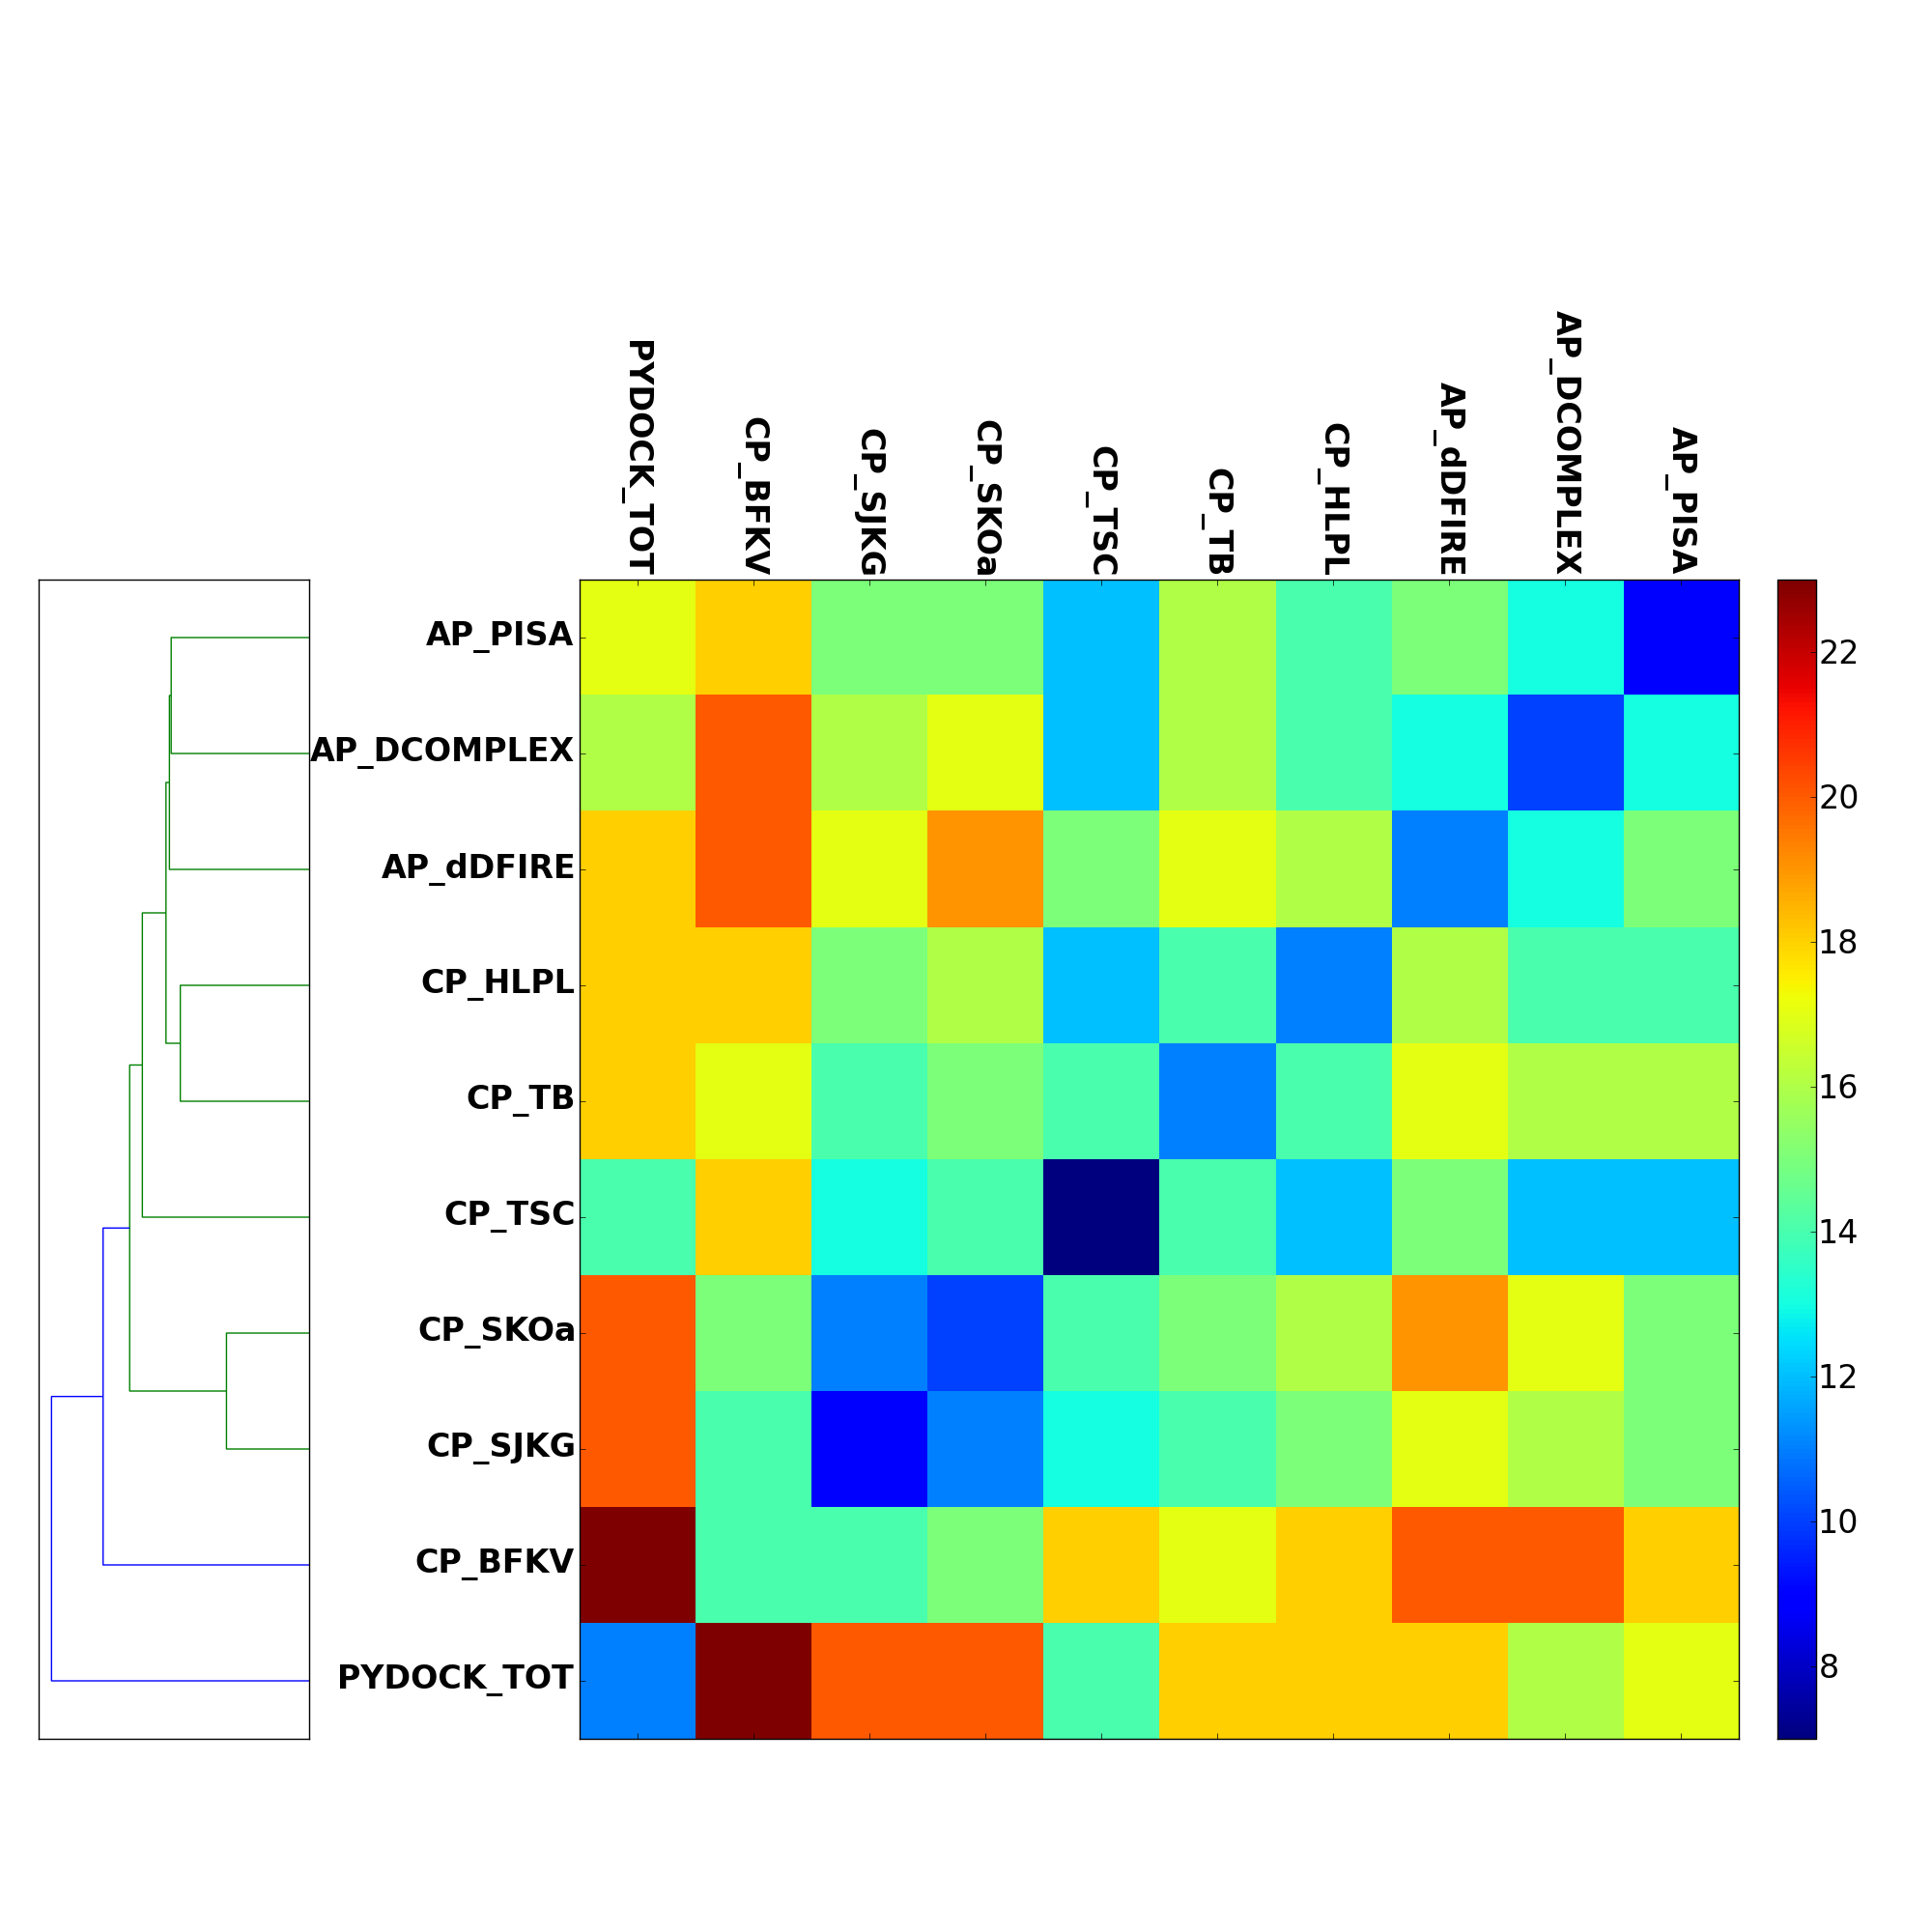 PYDOCK_TOT
CP_BFKV
CP_SJKG
CP_SKOa
CP_TSC
CP_TB
CP_HLPL
AP_dDFIRE
AP_DCOMPLEX
AP_PISA
AP_PISA
AP_DCOMPLEX
AP_dDFIRE
CP_HLPL
CP_TB
CP_TSC
CP_SKOa
CP_SJKG
CP_BFKV
PYDOCK_TOT
22
20
18
16
14
12
10
8